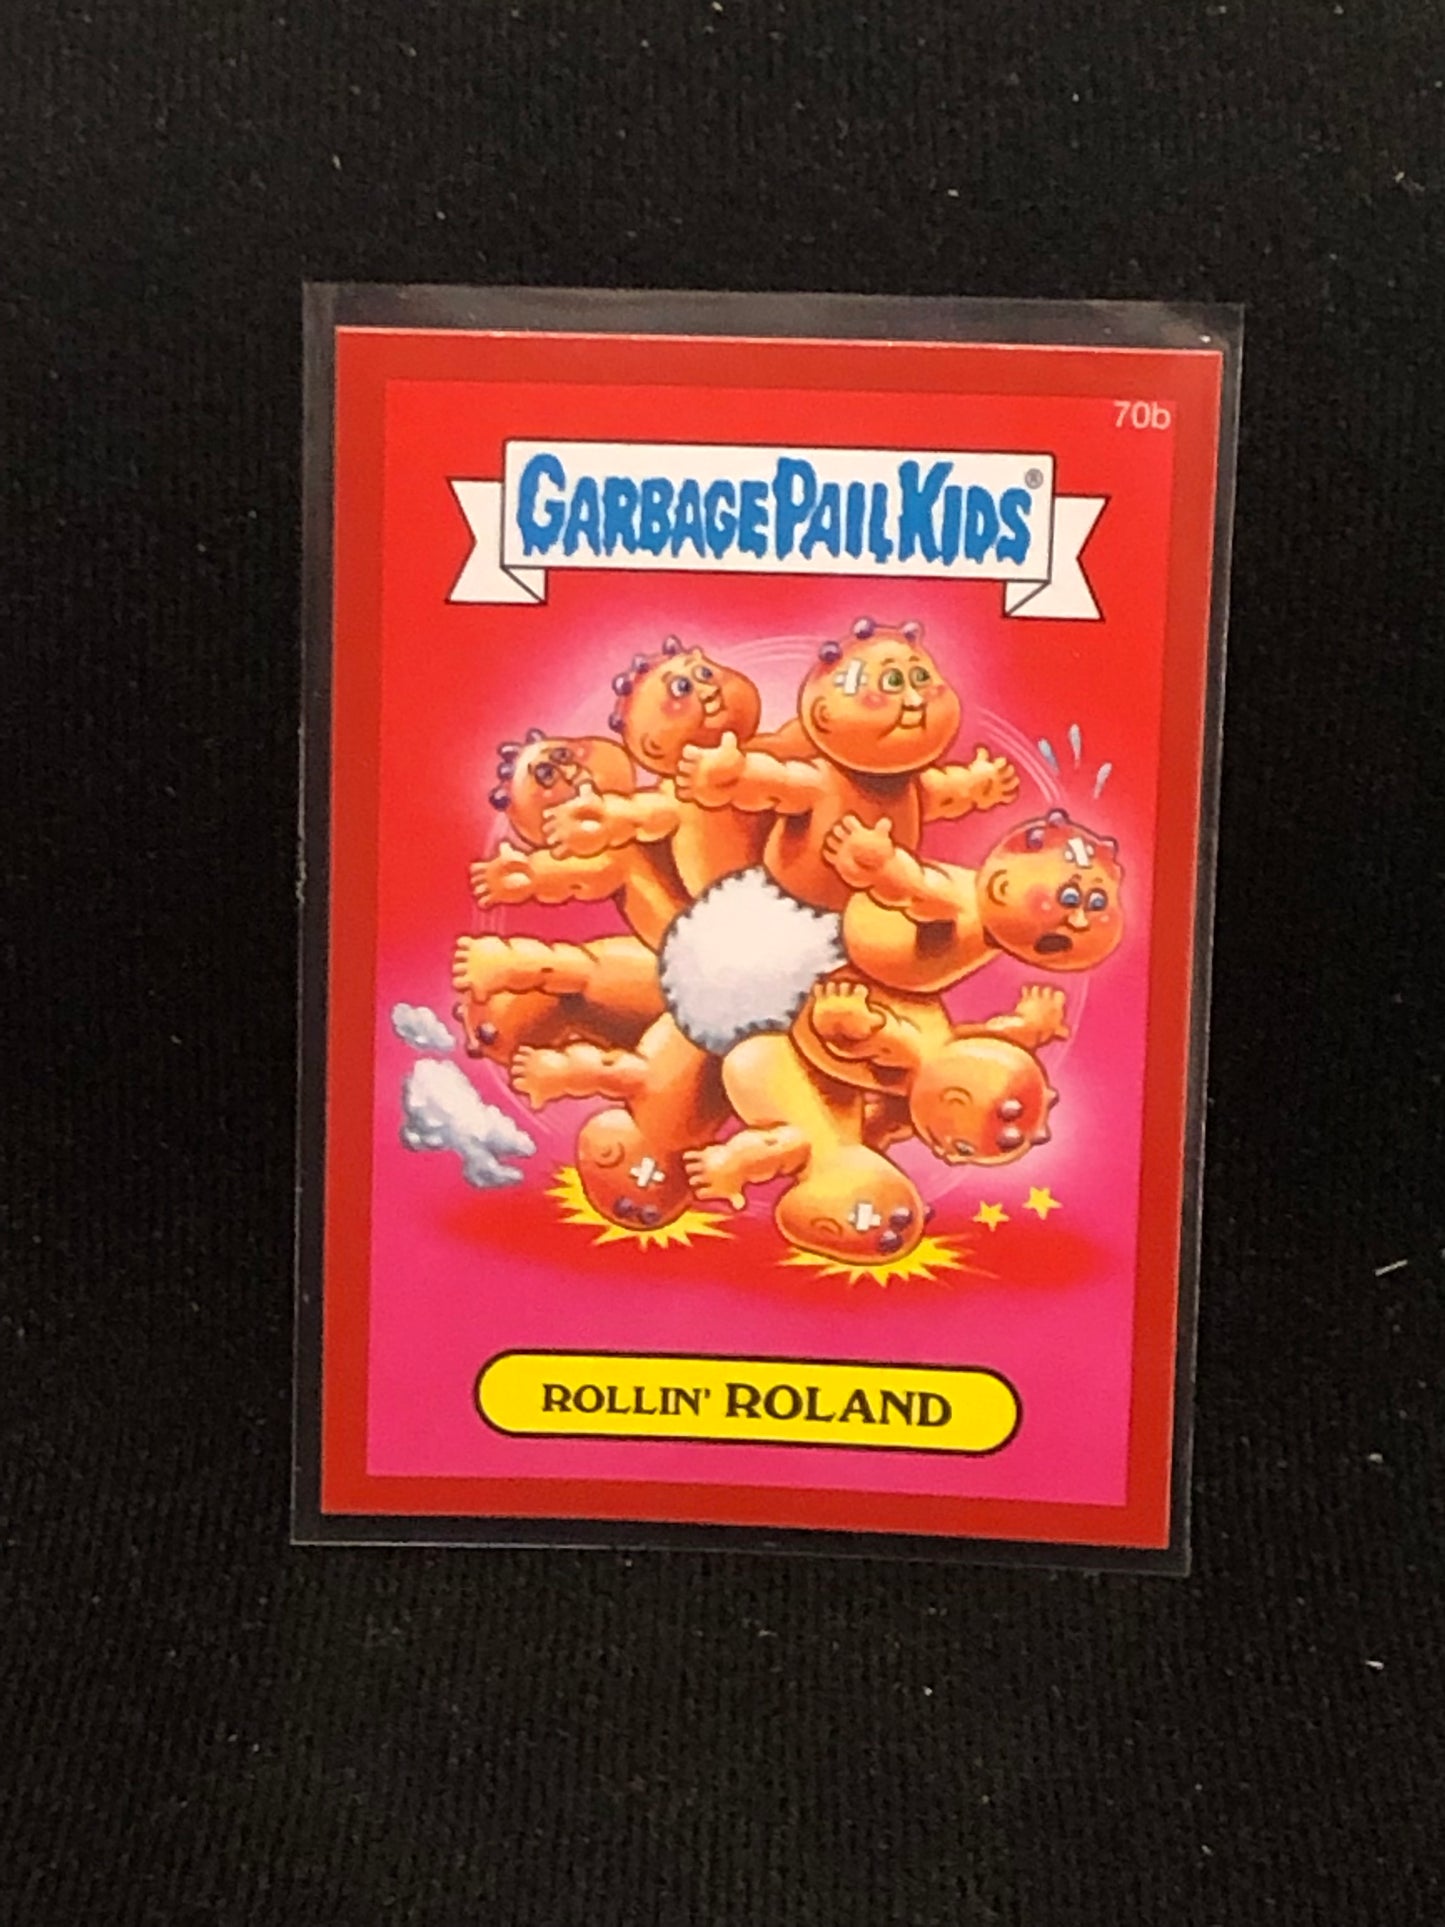 70b
GARBAGE PAIL KIDS®
ROLLIN' ROLAND